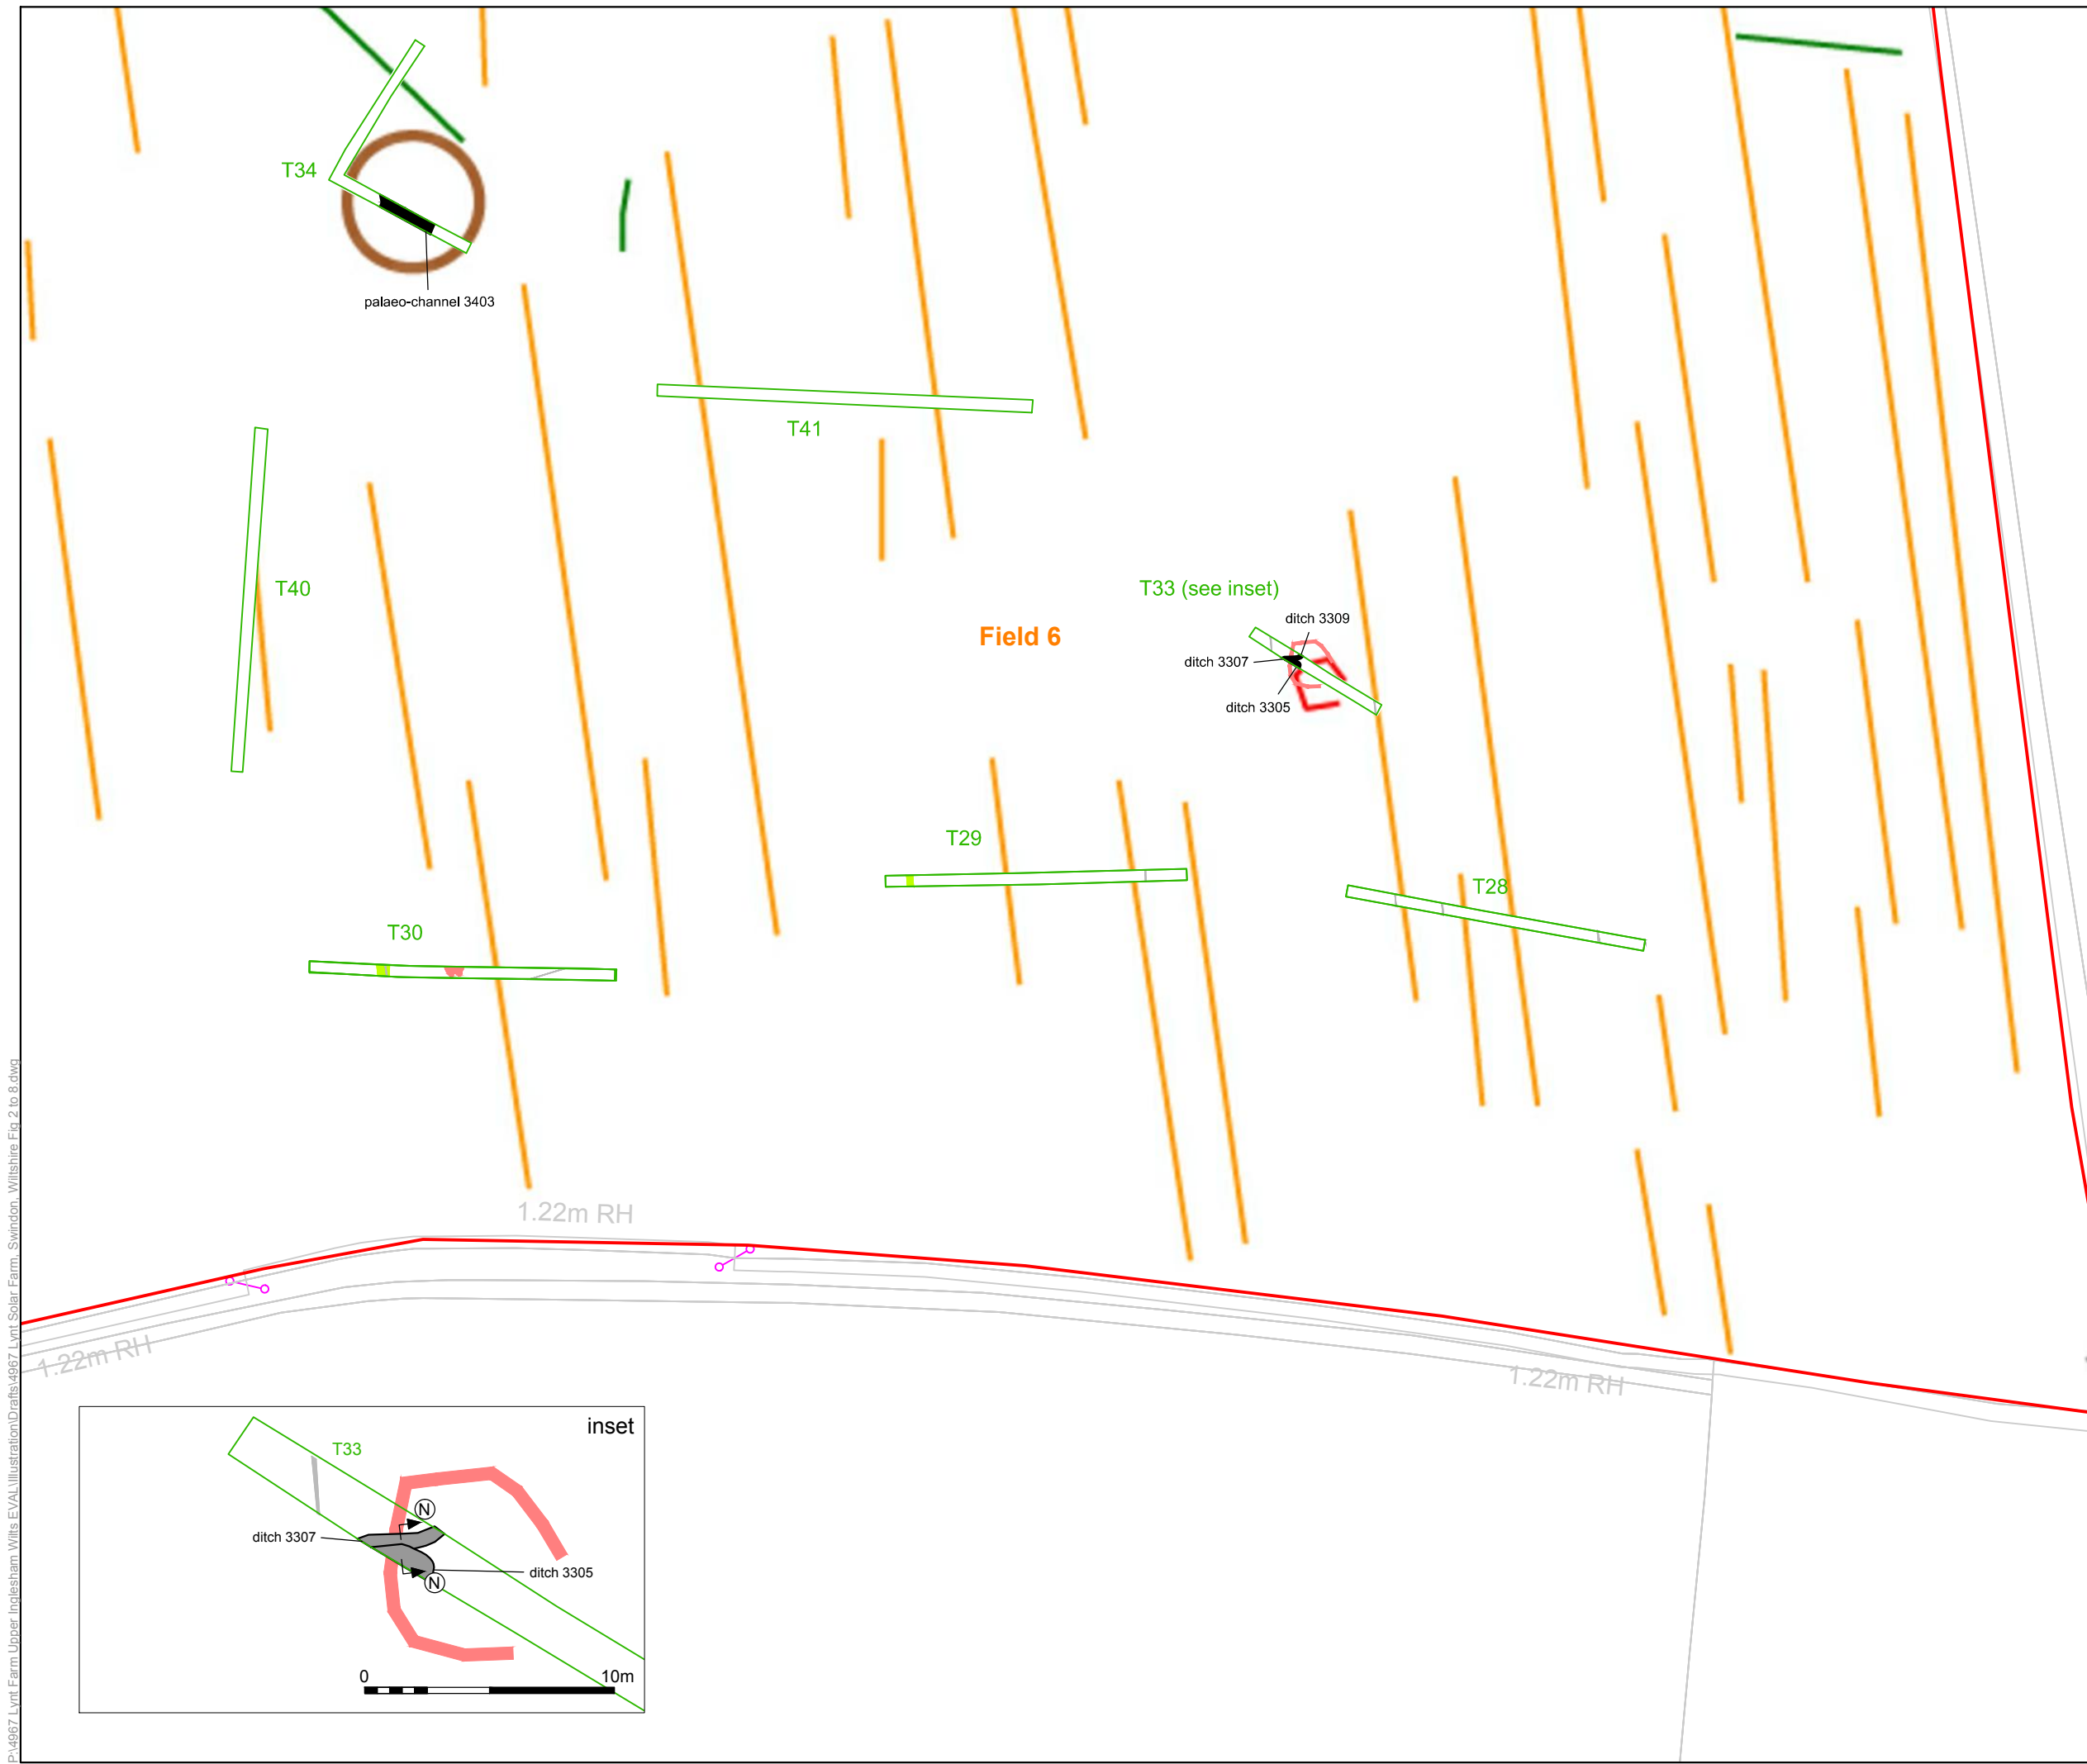 T34
palaeo-channel 3403
T41
T40
T33 (see inset)
ditch 3309
Field 6
ditch 3307
ditch 3305
T29
T28
T30
1.22m RH
1.22m RH
1.22m RH
inset
T33
N
ditch 3307
ditch 3305
N
0 10m
P:\4967 Lynt Farm Upper Inglesham Wilts EVAL\Illustration\Drafts\4967 Lynt Solar Farm, Swindon, Wiltshire Fig 2 to 8.dwg